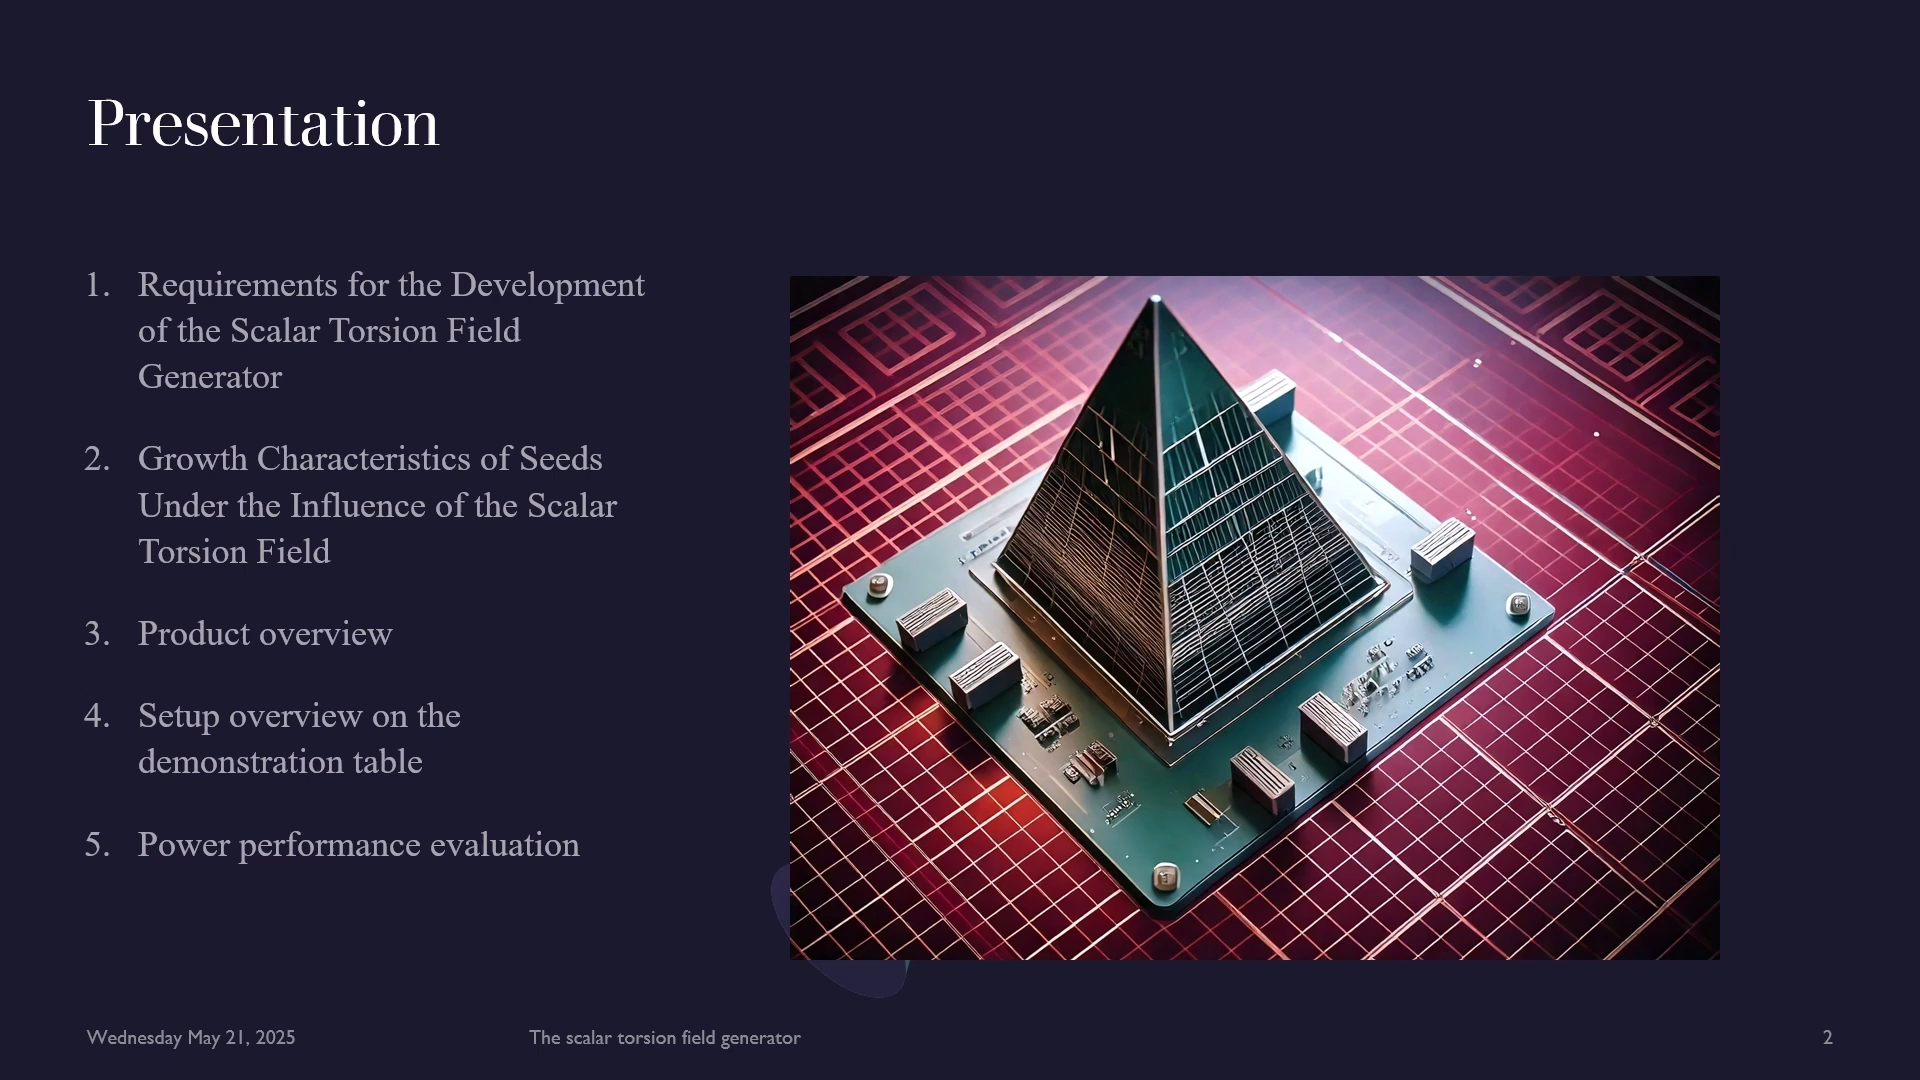 Presentation
1. Requirements for the Development
of the Scalar Torsion Field
Generator
2. Growth Characteristics of Seeds
Under the Influence of the Scalar
Torsion Field
3. Product overview
4. Setup overview on the
demonstration table
5. Power performance evaluation
Wednesday May 21, 2025
The scalar torsion field generator
2